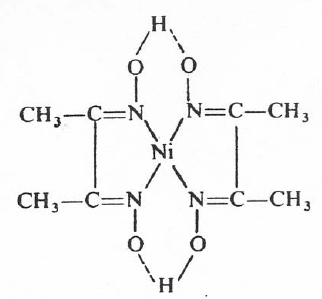 H
O O
CH₃—C=N N=C—CH₃
Ni
CH₃—C=N N=C—CH₃
O O
H